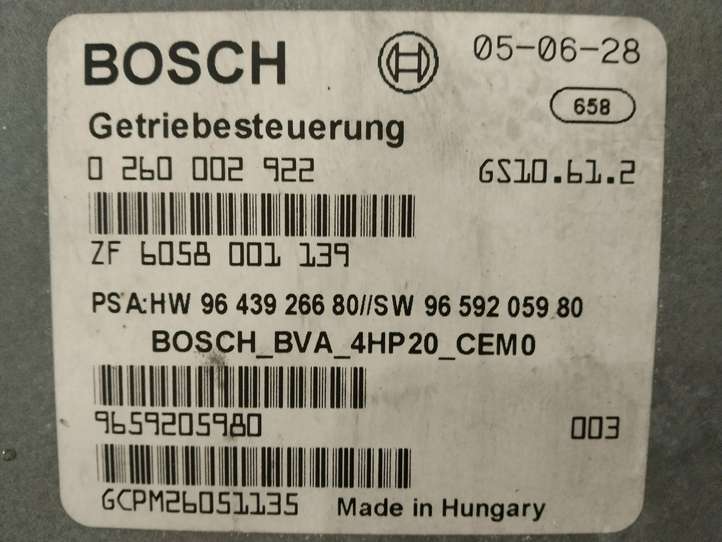 BOSCH 05-06-28
658
Getriebesteuerung
0 260 002 922 GS10.61.2
ZF 6058 001 139
PSA:HW 96 439 266 80//SW 96 592 059 80
BOSCH_BVA_4HP20_CEM0
9659205980 003
GCPM26051135 Made in Hungary